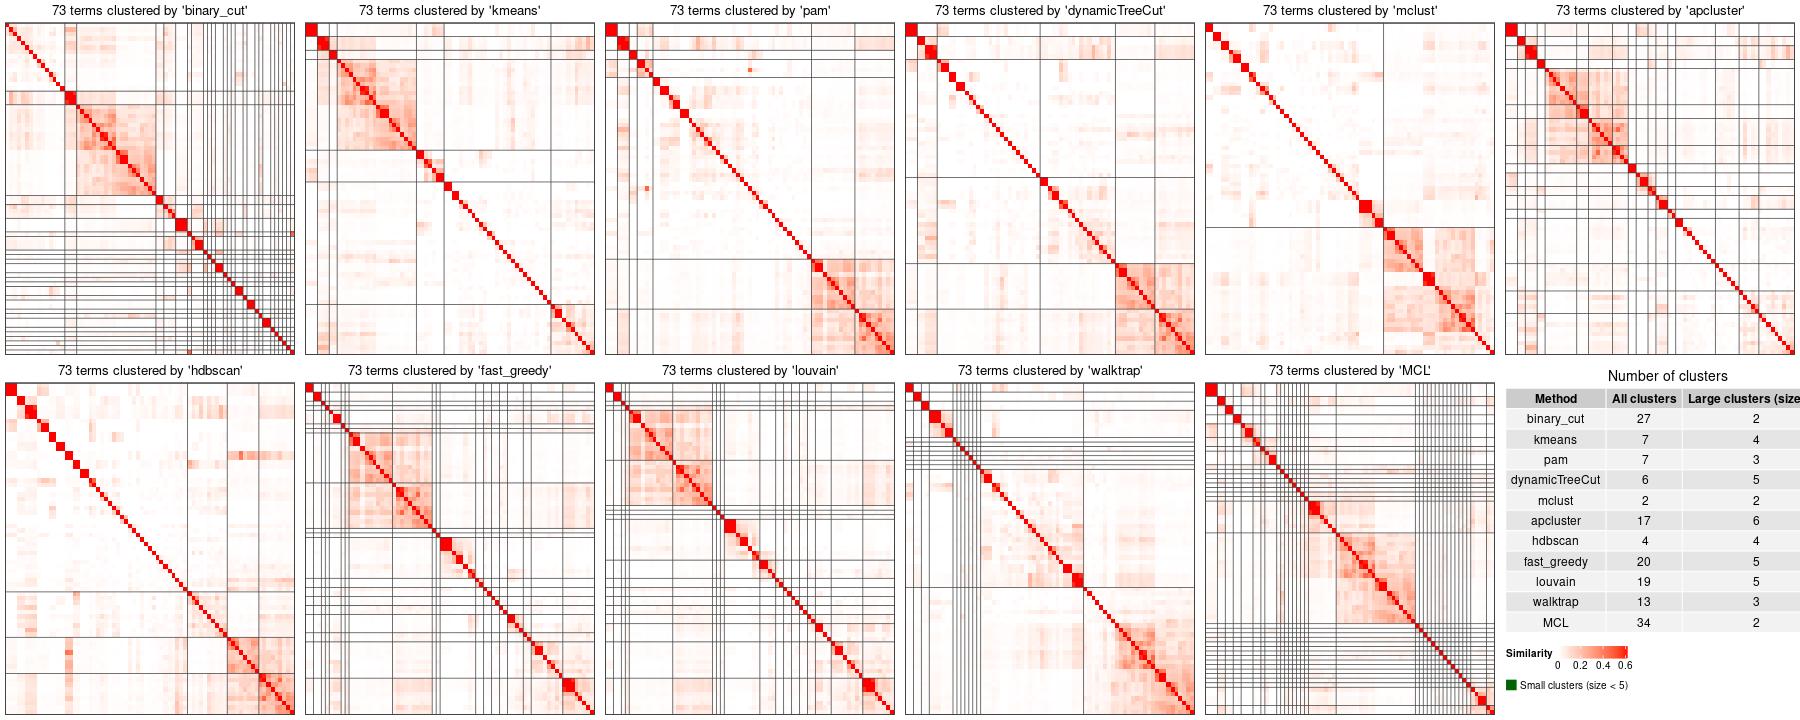 73 terms clustered by 'binary_cut'
73 terms clustered by 'kmeans'
73 terms clustered by 'pam'
73 terms clustered by 'dynamicTreeCut'
73 terms clustered by 'mclust'
73 terms clustered by 'apcluster'
73 terms clustered by 'hdbscan'
73 terms clustered by 'fast_greedy'
73 terms clustered by 'louvain'
73 terms clustered by 'walktrap'
73 terms clustered by 'MCL'
Number of clusters
Method All clusters Large clusters (size
binary_cut 27 2
kmeans 7 4
pam 7 3
dynamicTreeCut 6 5
mclust 2 2
apcluster 17 6
hdbscan 4 4
fast_greedy 20 5
louvain 19 5
walktrap 13 3
MCL 34 2
Similarity
0 0.2 0.4 0.6
Small clusters (size < 5)